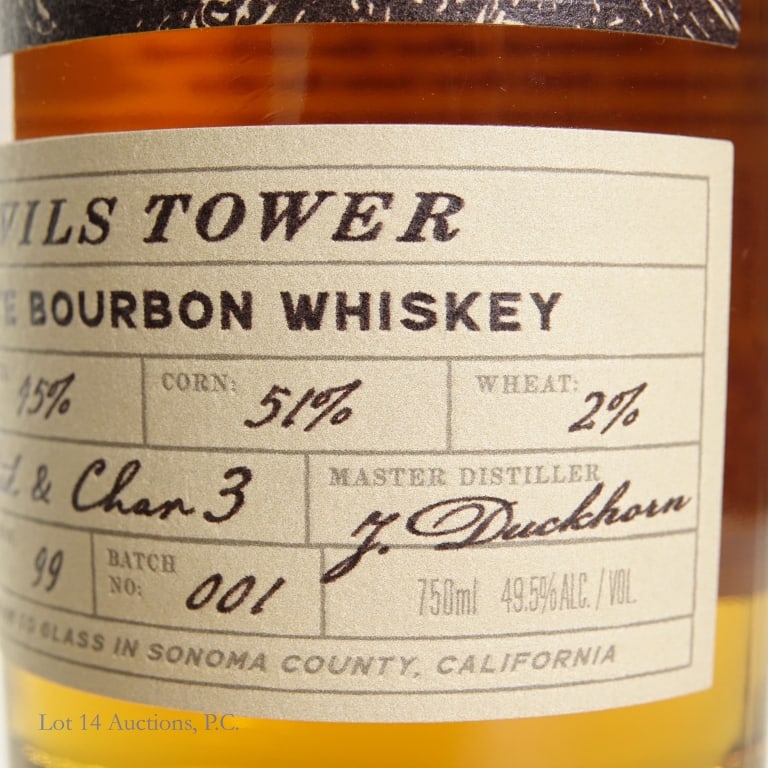 VILS TOWER
BOURBON WHISKEY
CORN: 51% WHEAT: 2%
& Char 3 MASTER DISTILLER
J. Duckhorn
99 BATCH NO: 001 750ml 49.5% ALC. / VOL.
GLASS IN SONOMA COUNTY, CALIFORNIA
Lot 14 Auctions, P.C.